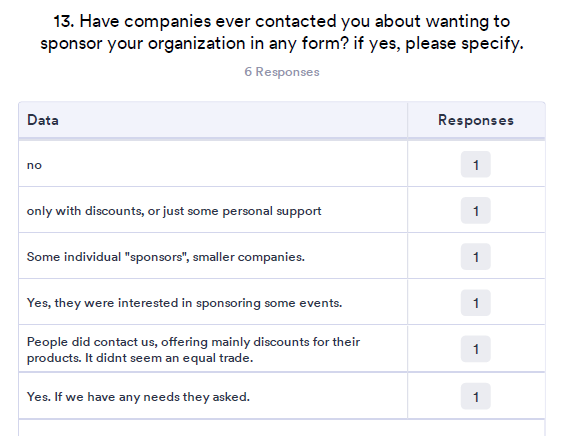 13. Have companies ever contacted you about wanting to
sponsor your organization in any form? if yes, please specify.
6 Responses
Data Responses
no 1
only with discounts, or just some personal support 1
Some individual "sponsors", smaller companies. 1
Yes, they were interested in sponsoring some events. 1
People did contact us, offering mainly discounts for their
products. It didnt seem an equal trade. 1
Yes. If we have any needs they asked. 1